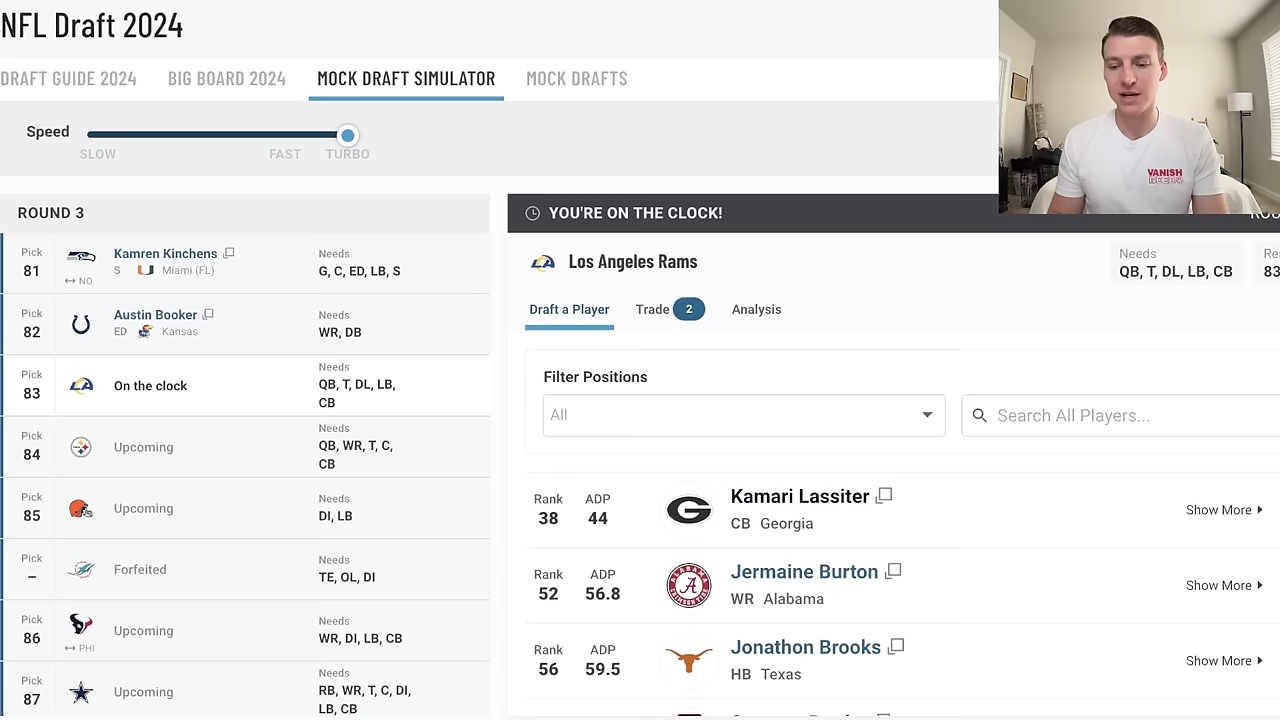 NFL Draft 2024
DRAFT GUIDE 2024 BIG BOARD 2024 MOCK DRAFT SIMULATOR MOCK DRAFTS
Speed
SLOW FAST TURBO
VANISH
ROUND 3
YOU'RE ON THE CLOCK!
Pick 81
NO
Kamren Kinchens
S Miami (FL)
Needs
G, C, ED, LB, S
Pick 82
Austin Booker
ED Kansas
Needs
WR, DB
Pick 83
On the clock
Needs
QB, T, DL, LB,
CB
Pick 84
Upcoming
Needs
QB, WR, T, C,
CB
Pick 85
Upcoming
Needs
DI, LB
Pick –
Forfeited
Needs
TE, OL, DI
Pick 86
PHI
Upcoming
Needs
WR, DI, LB, CB
Pick 87
Upcoming
Needs
RB, WR, T, C, DI,
LB, CB
Los Angeles Rams
Needs
QB, T, DL, LB, CB
83
Draft a Player Trade 2 Analysis
Filter Positions
All
Search All Players...
Rank 38
ADP 44
G
Kamari Lassiter
CB Georgia
Show More
Rank 52
ADP 56.8
Jermaine Burton
WR Alabama
Show More
Rank 56
ADP 59.5
Jonathon Brooks
HB Texas
Show More